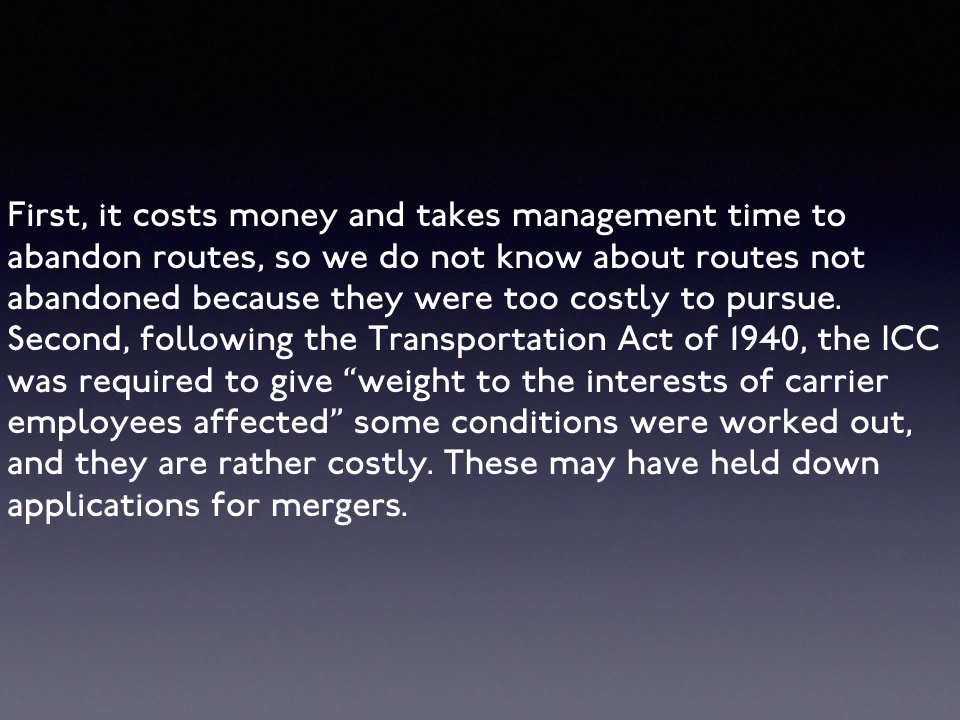 First, it costs money and takes management time to
abandon routes, so we do not know about routes not
abandoned because they were too costly to pursue.
Second, following the Transportation Act of 1940, the ICC
was required to give “weight to the interests of carrier
employees affected” some conditions were worked out,
and they are rather costly. These may have held down
applications for mergers.